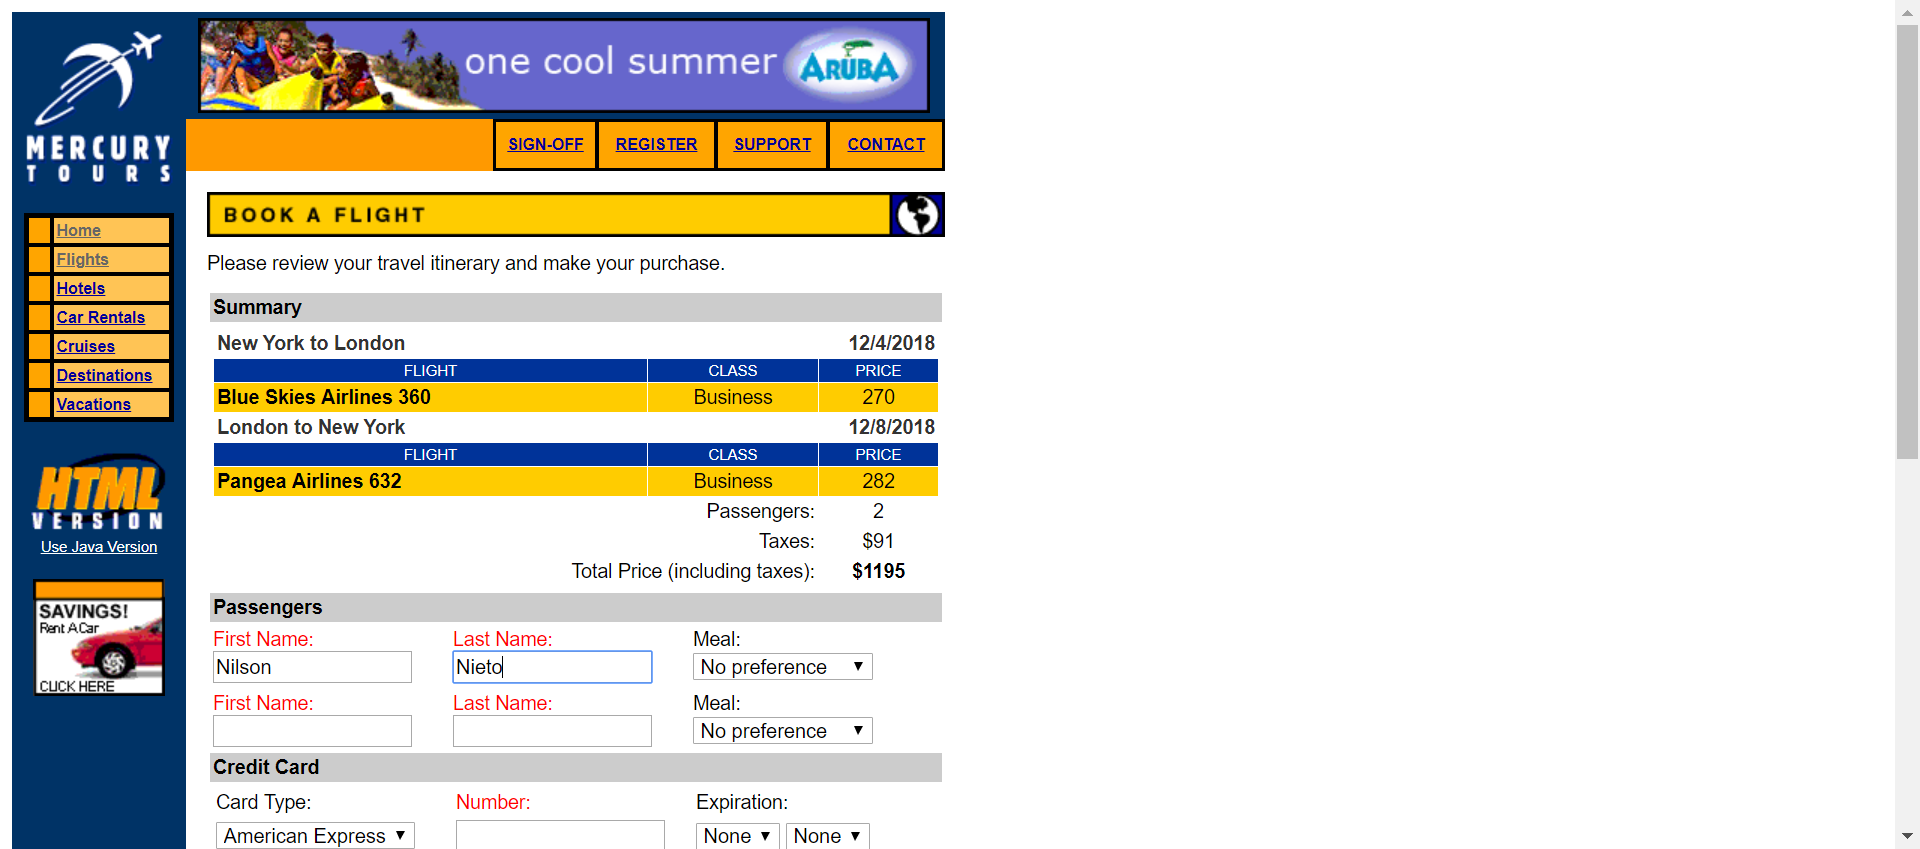 one cool summer ARUBA
MERCURY
TOURS
SIGN-OFF REGISTER SUPPORT CONTACT
BOOK A FLIGHT
Home
Flights
Hotels
Car Rentals
Cruises
Destinations
Vacations
HTML
VERSION
Use Java Version
SAVINGS!
Rent A Car
CLICK HERE
Please review your travel itinerary and make your purchase.
Summary
New York to London 12/4/2018
FLIGHT CLASS PRICE
Blue Skies Airlines 360 Business 270
London to New York 12/8/2018
FLIGHT CLASS PRICE
Pangea Airlines 632 Business 282
Passengers: 2
Taxes: $91
Total Price (including taxes): $1195
Passengers
First Name: Last Name: Meal:
Nilson Nieto No preference
First Name: Last Name: Meal:
No preference
Credit Card
Card Type: Number: Expiration:
American Express None None